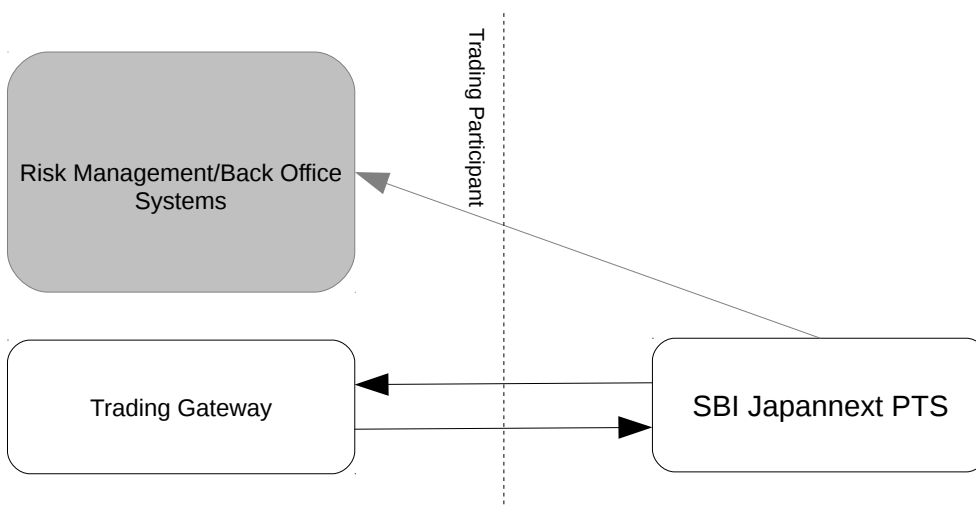 Risk Management/Back Office
Systems
Trading Participant
Trading Gateway
SBI Japannext PTS